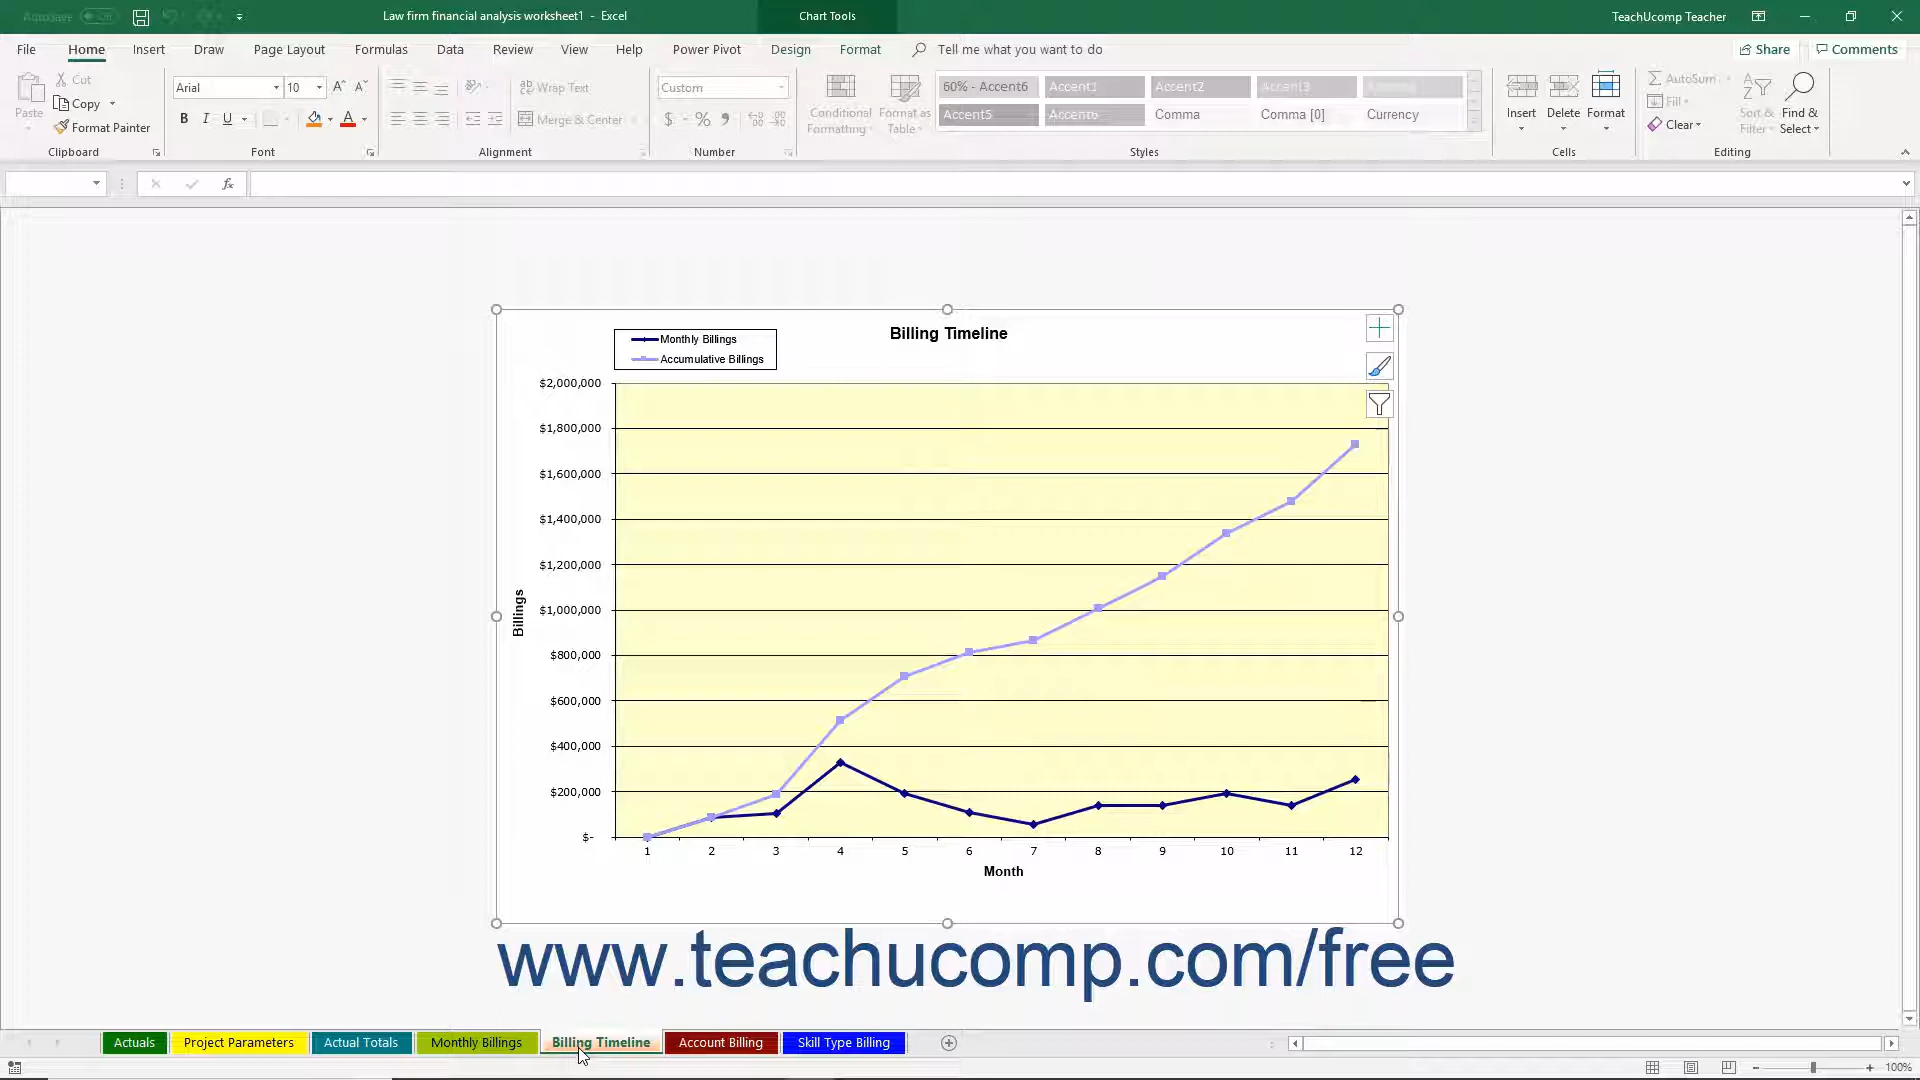 AutoSave Off
Law firm financial analysis worksheet1 - Excel
Chart Tools
TeachUcomp Teacher
File Home Insert Draw Page Layout Formulas Data Review View Help Power Pivot Design Format Tell me what you want to do
Share Comments
Paste
Cut
Copy
Format Painter
Clipboard
Arial 10
B I U
Font
Wrap Text
Merge & Center
Alignment
Custom
$ % ,
Number
Conditional Formatting
Format as Table
60% - Accent6 Accent1 Accent2 Accent3
Accent5 Accent6 Comma Comma [0] Currency
Styles
Insert Delete Format
Cells
AutoSum
Fill
Clear
Sort & Filter
Find & Select
Editing
fx
Billing Timeline
Monthly Billings
Accumulative Billings
$2,000,000
$1,800,000
$1,600,000
$1,400,000
$1,200,000
$1,000,000
$800,000
$600,000
$400,000
$200,000
$-
Billings
1 2 3 4 5 6 7 8 9 10 11 12
Month
www.teachucomp.com/free
Actuals Project Parameters Actual Totals Monthly Billings Billing Timeline Account Billing Skill Type Billing
100%